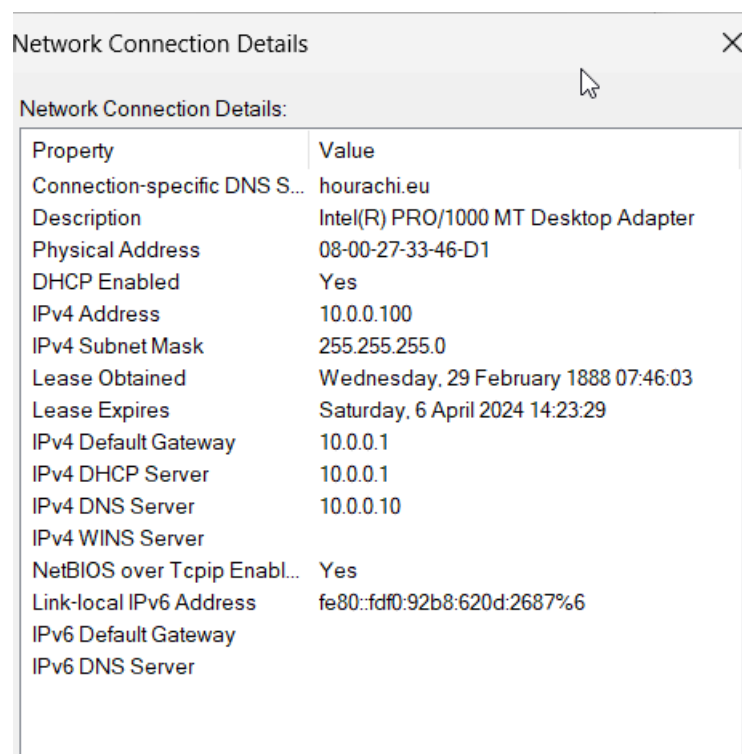 Network Connection Details
Network Connection Details:
Property Value
Connection-specific DNS S... hourachi.eu
Description Intel(R) PRO/1000 MT Desktop Adapter
Physical Address 08-00-27-33-46-D1
DHCP Enabled Yes
IPv4 Address 10.0.0.100
IPv4 Subnet Mask 255.255.255.0
Lease Obtained Wednesday, 29 February 1888 07:46:03
Lease Expires Saturday, 6 April 2024 14:23:29
IPv4 Default Gateway 10.0.0.1
IPv4 DHCP Server 10.0.0.1
IPv4 DNS Server 10.0.0.10
IPv4 WINS Server
NetBIOS over Tcpip Enabl... Yes
Link-local IPv6 Address fe80::fdf0:92b8:620d:2687%6
IPv6 Default Gateway
IPv6 DNS Server